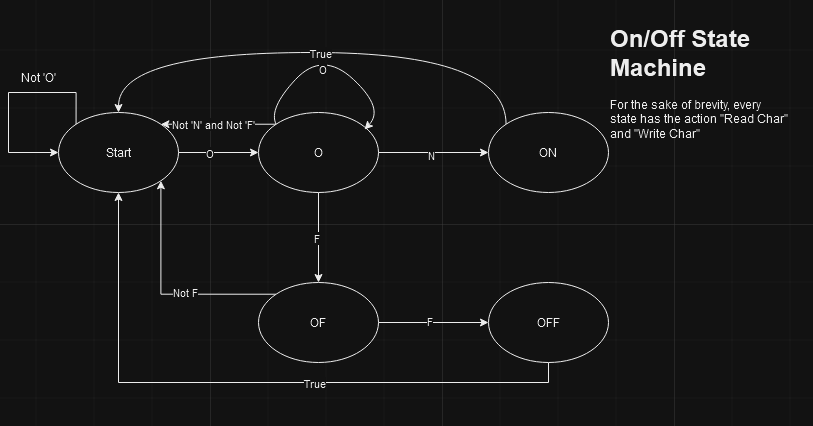 On/Off State
Machine
For the sake of brevity, every
state has the action "Read Char"
and "Write Char"
True
O
Not 'O'
Not 'N' and Not 'F'
Start
O
O
N
ON
F
Not F
OF
F
OFF
True